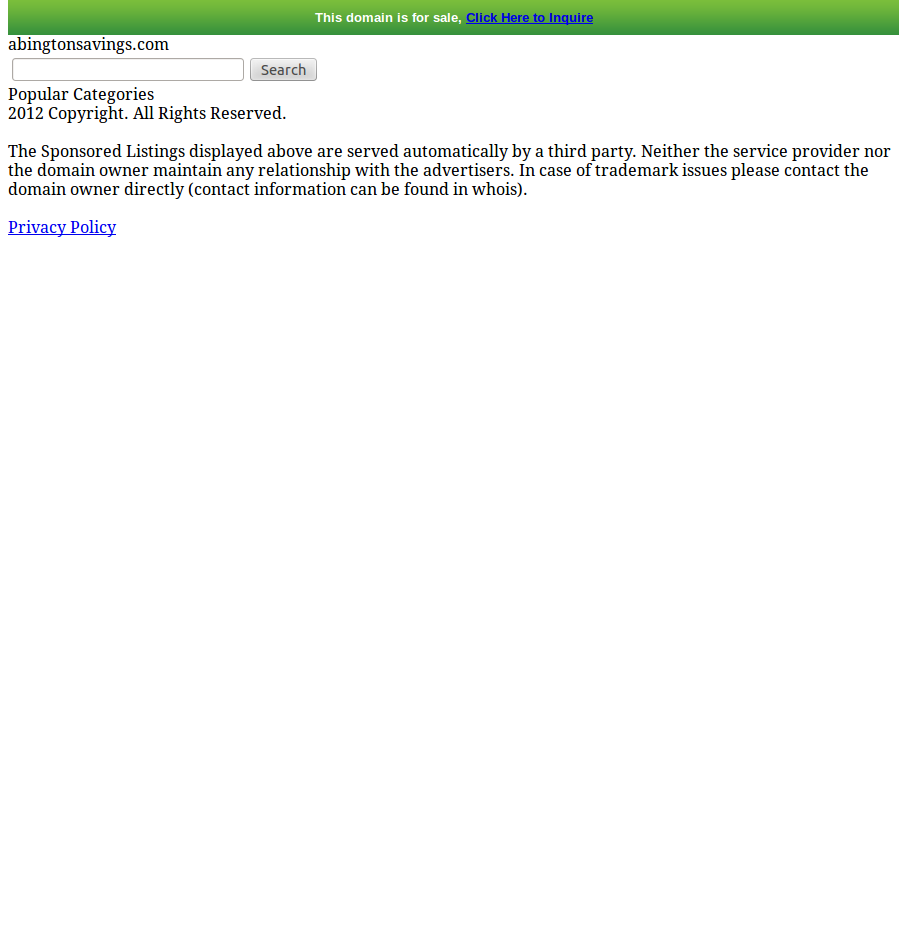 This domain is for sale, Click Here to Inquire
abingtonsavings.com
Search
Popular Categories
2012 Copyright. All Rights Reserved.
The Sponsored Listings displayed above are served automatically by a third party. Neither the service provider nor
the domain owner maintain any relationship with the advertisers. In case of trademark issues please contact the
domain owner directly (contact information can be found in whois).
Privacy Policy